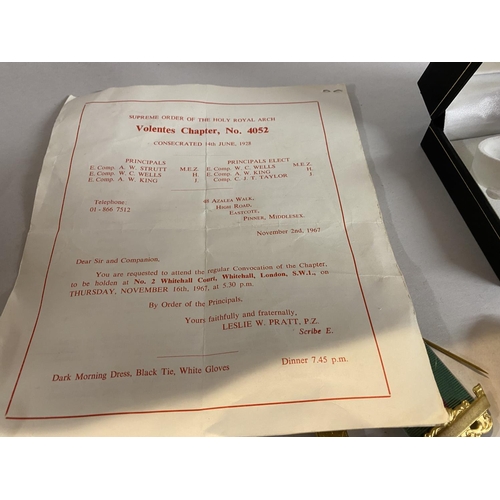 SUPREME ORDER OF THE HOLY ROYAL ARCH
Volentes Chapter, No. 4052
CONSECRATED 14th JUNE, 1928
PRINCIPALS
E. Comp. A. W. STRUTT M.E.Z.
E. Comp. W. C. WELLS H.
E. Comp. A. W. KING J.
PRINCIPALS ELECT
E. Comp. W. C. WELLS M.E.Z.
E. Comp. A. W. KING H.
Comp. C. J. T. TAYLOR J.
Telephone:
01-866 7512
48 AZALEA WALK,
HIGH ROAD,
EASTCOTE,
PINNER, MIDDLESEX.
November 2nd, 1967
Dear Sir and Companion,
You are requested to attend the regular Convocation of the Chapter,
to be holden at No. 2 Whitehall Court, Whitehall, London, S.W.1., on
THURSDAY, NOVEMBER 16th, 1967, at 5.30 p.m.
By Order of the Principals.
Yours faithfully and fraternally,
LESLIE W. PRATT, P.Z.
Scribe E.
Dark Morning Dress, Black Tie, White Gloves
Dinner 7.45 p.m.